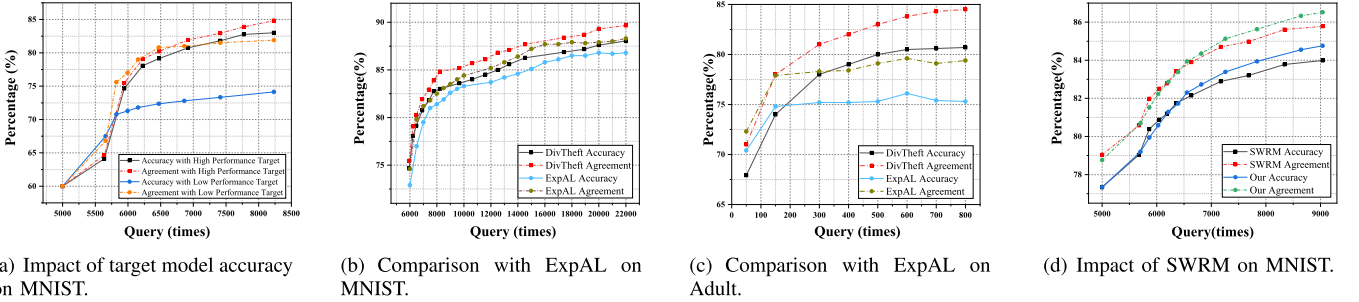 Percentage (%)
85
80
75
70
65
60
5000 5500 6000 6500 7000 7500 8000 8500
Query (times)
Accuracy with High Performance Target
Agreement with High Performance Target
Accuracy with Low Performance Target
Agreement with Low Performance Target
a) Impact of target model accuracy
on MNIST.
Percentage(%)
90
85
80
75
6000 8000 10000 12000 14000 16000 18000 20000 22000
Query (times)
DivTheft Accuracy
DivTheft Agreement
ExpAL Accuracy
ExpAL Agreement
(b) Comparison with ExpAL on
MNIST.
Percentage(%)
85
80
75
70
65
0 100 200 300 400 500 600 700 800
Query (times)
DivTheft Accuracy
DivTheft Agreement
ExpAL Accuracy
ExpAL Agreement
(c) Comparison with ExpAL on
Adult.
Percentage(%)
86
84
82
80
78
5000 6000 7000 8000 9000
Query(times)
SWRM Accuracy
SWRM Agreement
Our Accuracy
Our Agreement
(d) Impact of SWRM on MNIST.